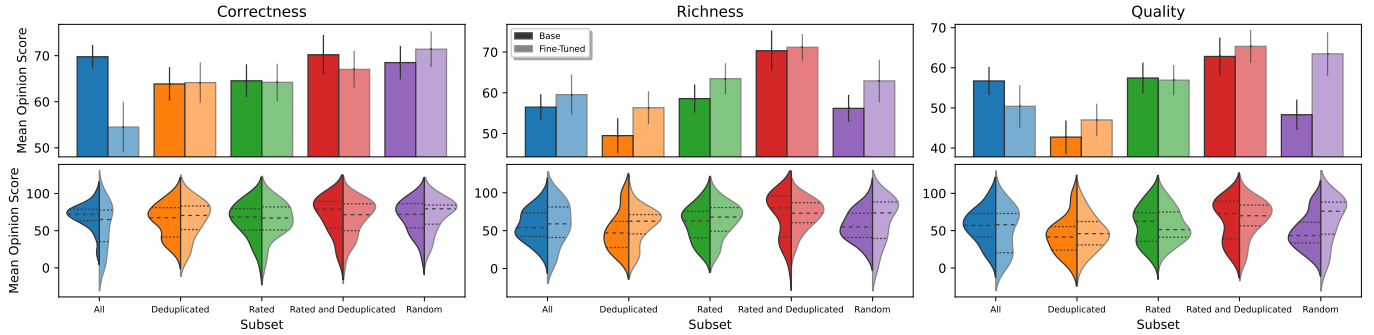 Correctness
Richness
Quality
Mean Opinion Score
70
60
50
Base
Fine-Tuned
70
60
50
70
60
50
40
Mean Opinion Score
100
50
0
100
50
0
100
50
0
All
Deduplicated
Rated
Rated and Deduplicated
Random
All
Deduplicated
Rated
Rated and Deduplicated
Random
All
Deduplicated
Rated
Rated and Deduplicated
Random
Subset
Subset
Subset